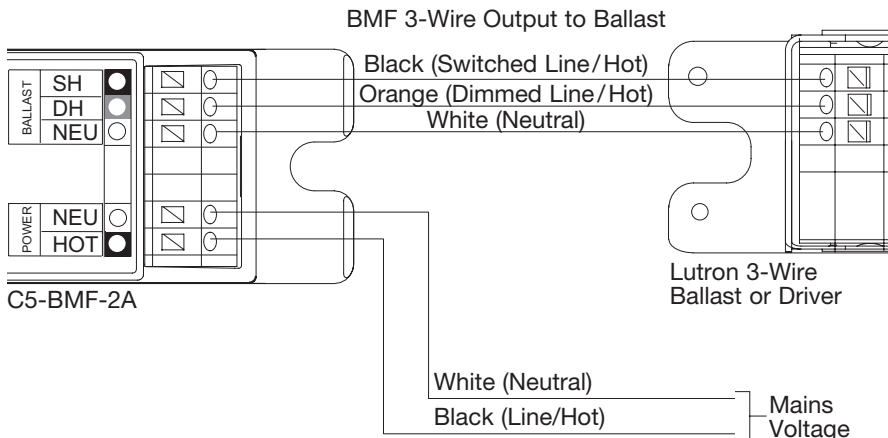 BMF 3-Wire Output to Ballast
Black (Switched Line/Hot)
Orange (Dimmed Line/Hot)
White (Neutral)
BALLAST
SH
DH
NEU
POWER
NEU
HOT
C5-BMF-2A
Lutron 3-Wire
Ballast or Driver
White (Neutral)
Black (Line/Hot)
Mains
Voltage